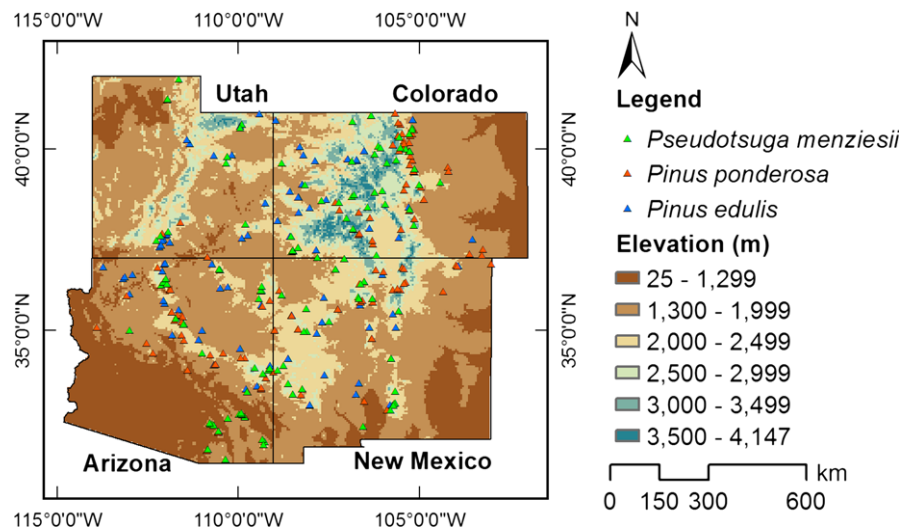 115°0'0"W 110°0'0"W 105°0'0"W
N
Utah Colorado
Legend
40°0'0"N 40°0'0"N
Pseudotsuga menziesii
Pinus ponderosa
Pinus edulis
Elevation (m)
25 - 1,299
1,300 - 1,999
35°0'0"N 35°0'0"N
2,000 - 2,499
2,500 - 2,999
3,000 - 3,499
3,500 - 4,147
Arizona New Mexico
km
0 150 300 600
115°0'0"W 110°0'0"W 105°0'0"W